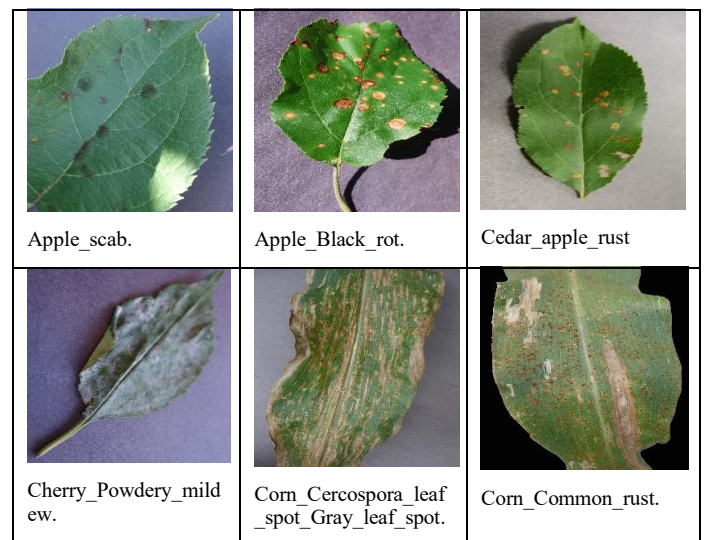 Apple_scab.
Apple_Black_rot.
Cedar_apple_rust
Cherry_Powdery_mild
ew.
Corn_Cercospora_leaf
_spot_Gray_leaf_spot.
Corn_Common_rust.